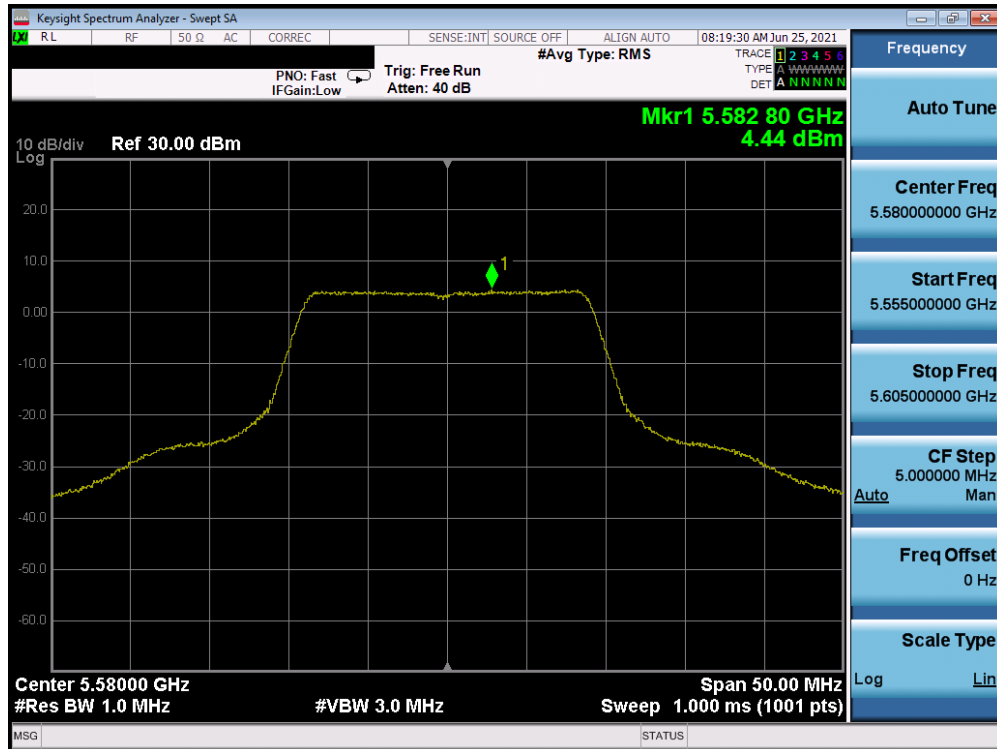 Keysight Spectrum Analyzer - Swept SA
LXI RL RF 50 Ω AC CORREC SENSE:INT SOURCE OFF ALIGN AUTO 08:19:30 AM Jun 25, 2021
#Avg Type: RMS
PNO: Fast
IFGain:Low
Trig: Free Run
Atten: 40 dB
TRACE 1 2 3 4 5 6
TYPE A WWWWW
DET A N N N N N
Mkr1 5.582 80 GHz
4.44 dBm
10 dB/div Ref 30.00 dBm
Log
20.0
10.0
1
0.00
-10.0
-20.0
-30.0
-40.0
-50.0
-60.0
Center 5.58000 GHz Span 50.00 MHz
#Res BW 1.0 MHz #VBW 3.0 MHz Sweep 1.000 ms (1001 pts)
MSG STATUS
Frequency
Auto Tune
Center Freq
5.580000000 GHz
Start Freq
5.555000000 GHz
Stop Freq
5.605000000 GHz
CF Step
5.000000 MHz
Auto Man
Freq Offset
0 Hz
Scale Type
Log Lin